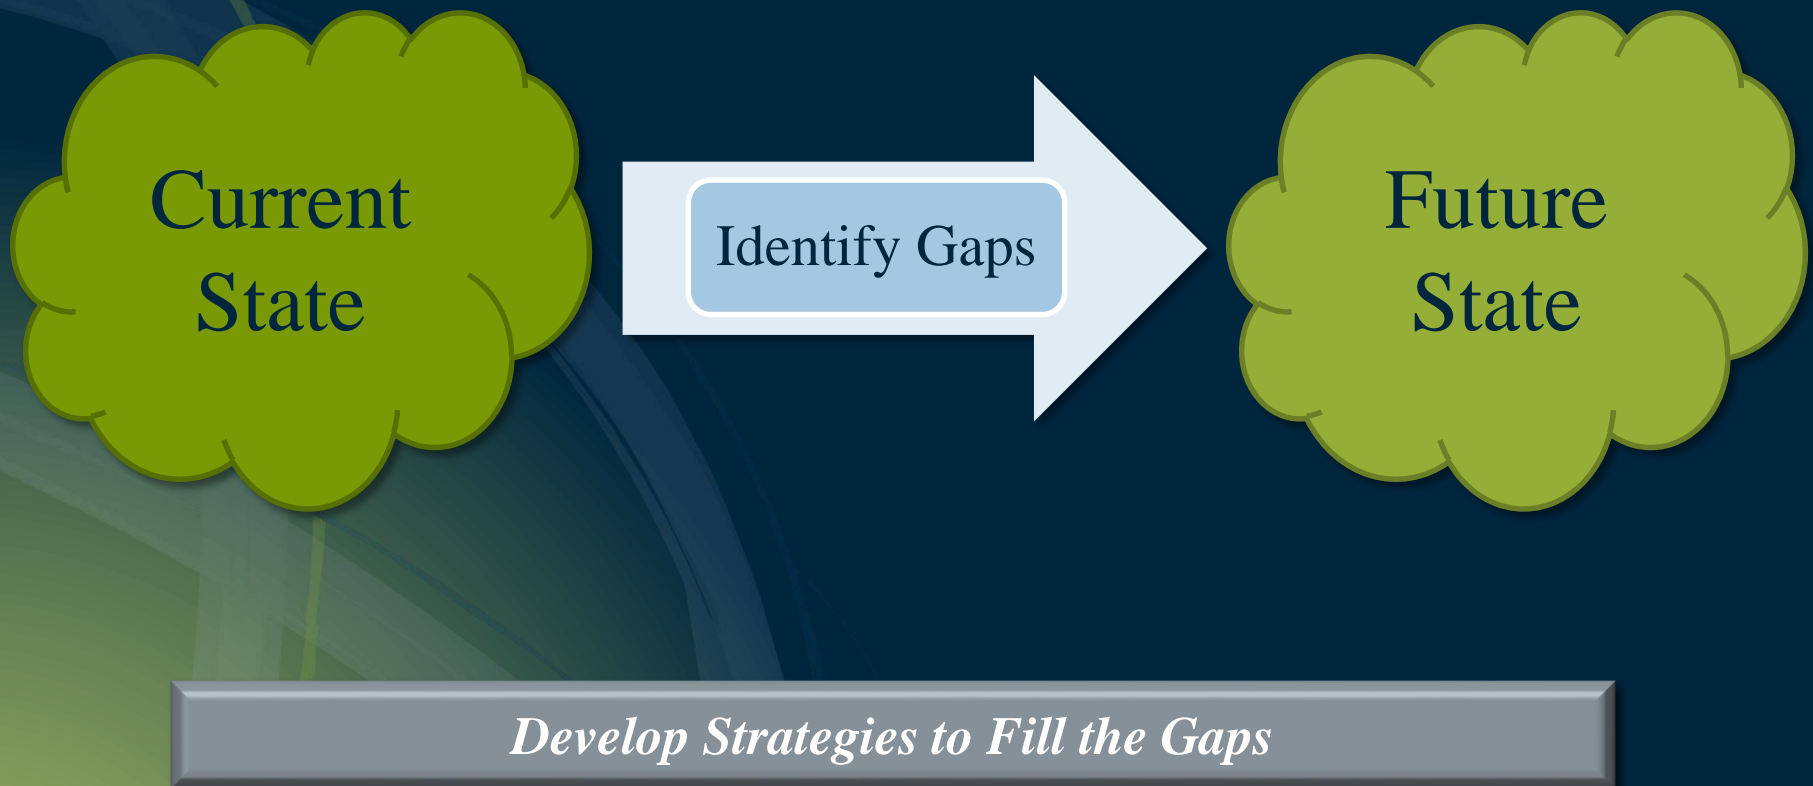 Current
State
Identify Gaps
Future
State
Develop Strategies to Fill the Gaps